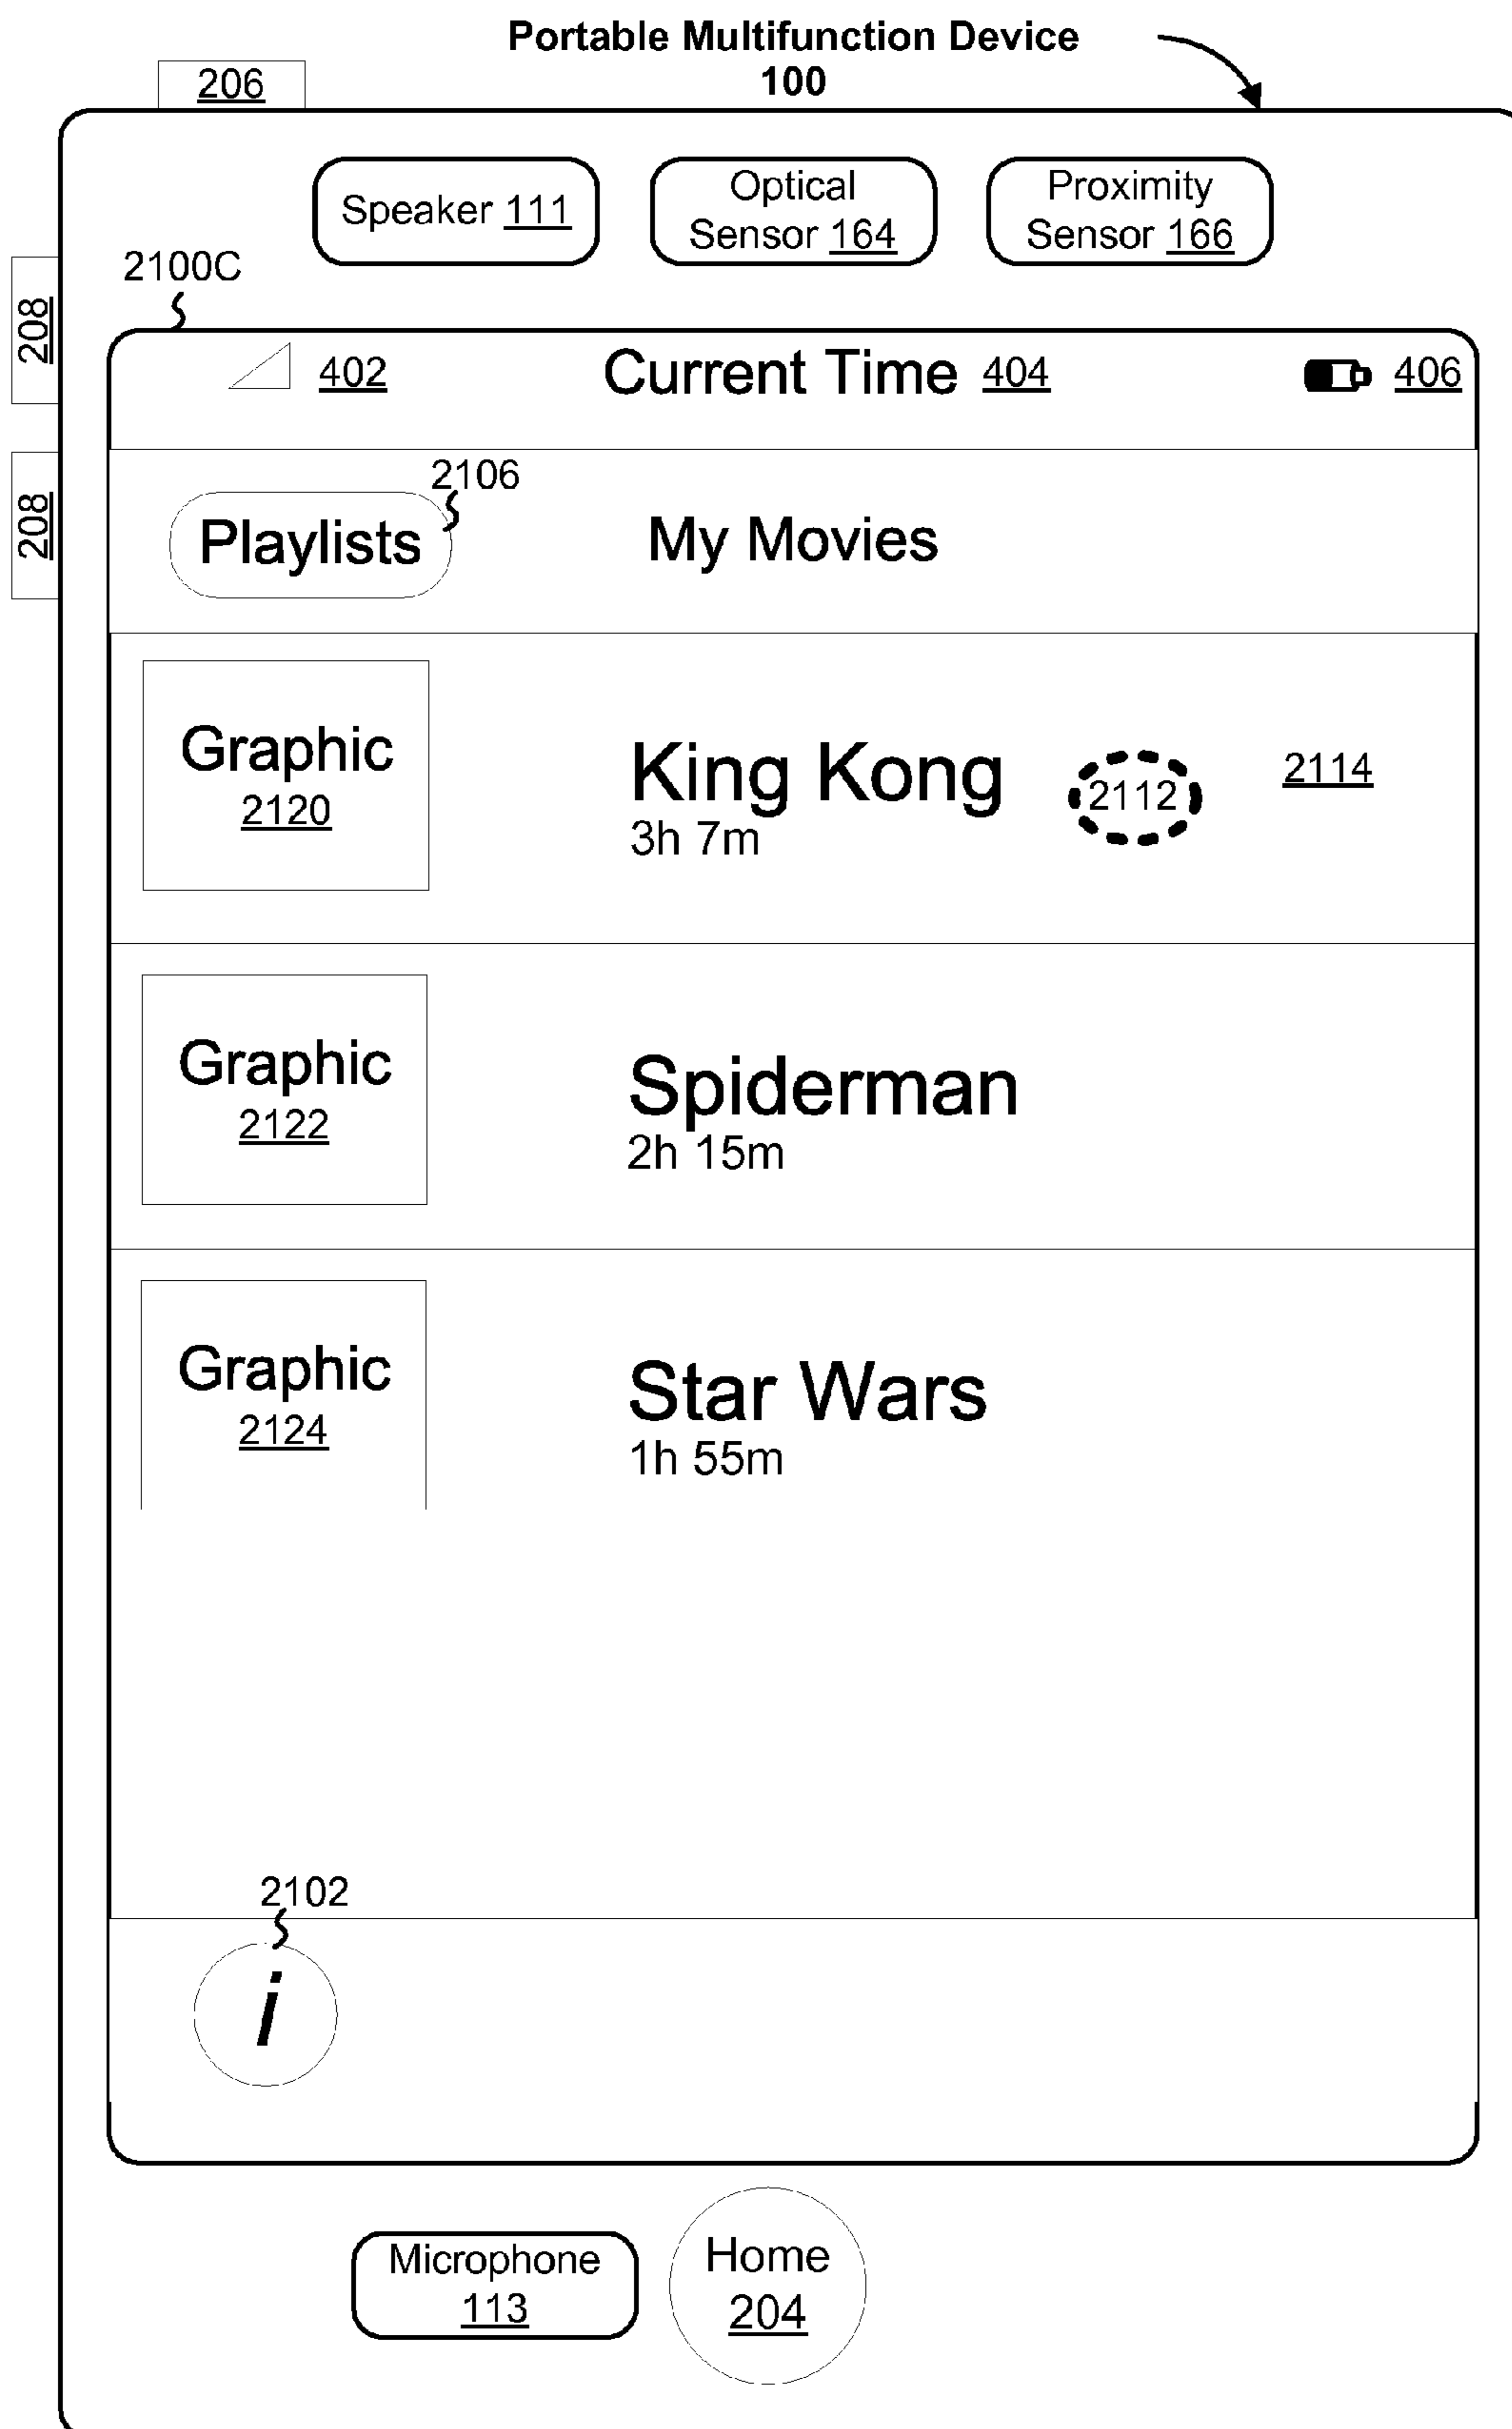 Portable Multifunction Device
100
206
Speaker 111
Optical
Sensor 164
Proximity
Sensor 166
2100C
208
402
Current Time 404
406
208
2106
Playlists
My Movies
Graphic
2120
King Kong
3h 7m
2112
2114
Graphic
2122
Spiderman
2h 15m
Graphic
2124
Star Wars
1h 55m
2102
i
Microphone
113
Home
204